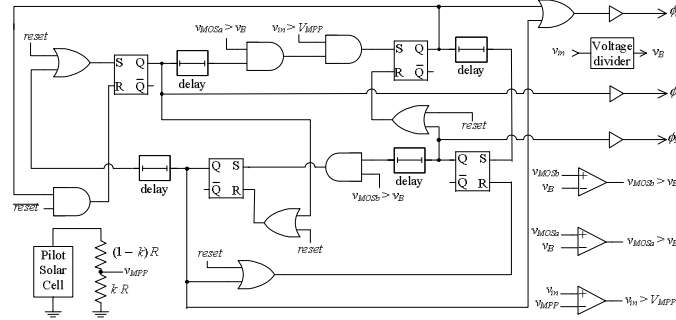 v_MOSa > v_B
v_in > V_MPP
ϕ
reset
S Q
R Q̅
delay
S Q
R Q̅
delay
v_in
Voltage
divider
v_B
ϕ
reset
ϕ
Q S
Q̅ R
delay
v_MOSb > v_B
delay
Q S
Q̅ R
reset
reset
v_MOSb
v_B
v_MOSb > v_B
Pilot
Solar
Cell
(1 – k) R
v_MPP
k R
reset
v_MOSa
v_B
v_MOSa > v_B
v_in
v_MPP
v_in > V_MPP